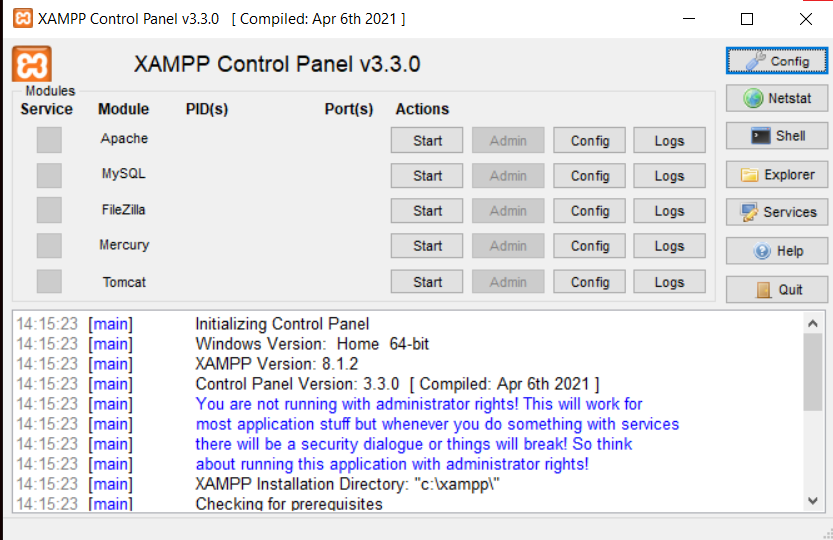 XAMPP Control Panel v3.3.0 [ Compiled: Apr 6th 2021 ]
XAMPP Control Panel v3.3.0
Config
Modules
Service Module PID(s) Port(s) Actions
Netstat
Apache Start Admin Config Logs
Shell
MySQL Start Admin Config Logs
Explorer
FileZilla Start Admin Config Logs
Services
Mercury Start Admin Config Logs
Help
Tomcat Start Admin Config Logs
Quit
14:15:23 [main] Initializing Control Panel
14:15:23 [main] Windows Version: Home 64-bit
14:15:23 [main] XAMPP Version: 8.1.2
14:15:23 [main] Control Panel Version: 3.3.0 [ Compiled: Apr 6th 2021 ]
14:15:23 [main] You are not running with administrator rights! This will work for
14:15:23 [main] most application stuff but whenever you do something with services
14:15:23 [main] there will be a security dialogue or things will break! So think
14:15:23 [main] about running this application with administrator rights!
14:15:23 [main] XAMPP Installation Directory: "c:\xampp\"
14:15:23 [main] Checking for prerequisites